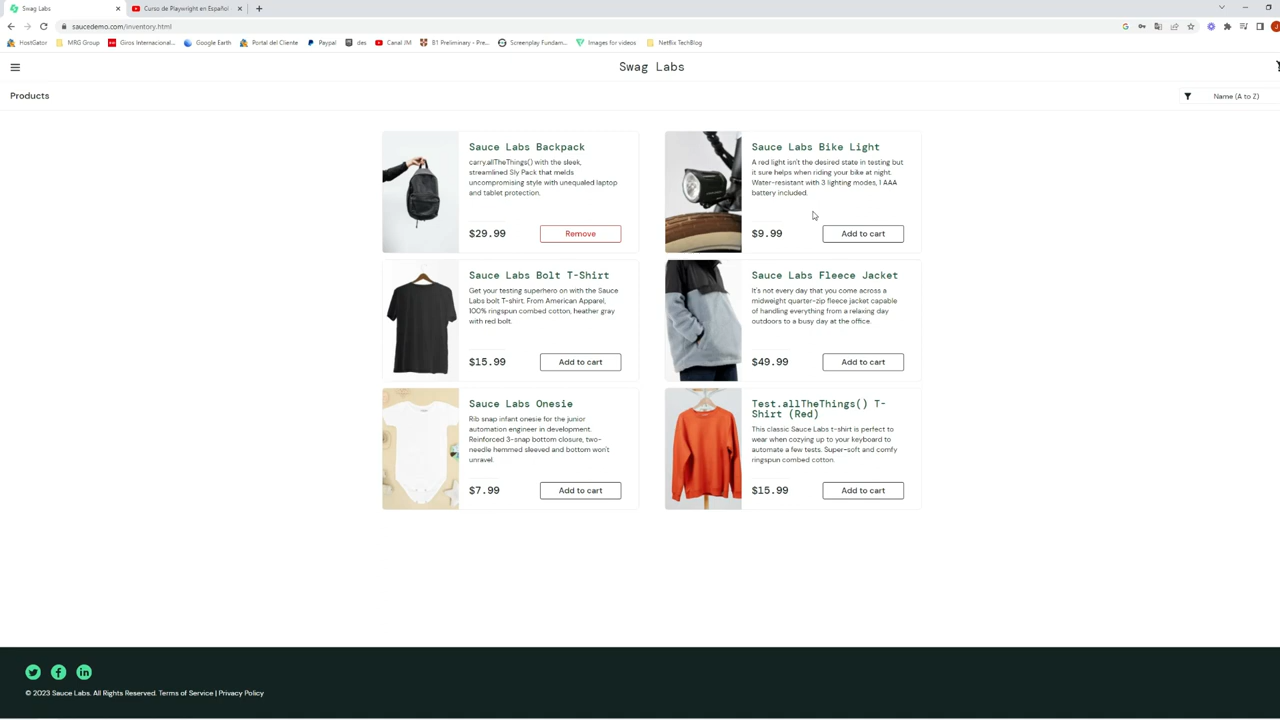 Swag Labs
Curso de Playwright en Español
saucedemo.com/inventory.html
HostGator
MRG Group
Giros Internacional...
Google Earth
Portal del Cliente
Paypal
des
Canal JM
B1 Preliminary - Pre...
Screenplay Fundam...
Images for videos
Netflix TechBlog
Swag Labs
Products
Name (A to Z)
Sauce Labs Backpack
carry.allTheThings() with the sleek,
streamlined Sly Pack that melds
uncompromising style with unequaled laptop
and tablet protection.
$29.99
Remove
Sauce Labs Bike Light
A red light isn't the desired state in testing but
it sure helps when riding your bike at night.
Water-resistant with 3 lighting modes, 1 AAA
battery included.
$9.99
Add to cart
Sauce Labs Bolt T-Shirt
Get your testing superhero on with the Sauce
Labs bolt T-shirt. From American Apparel,
100% ringspun combed cotton, heather gray
with red bolt.
$15.99
Add to cart
Sauce Labs Fleece Jacket
It's not every day that you come across a
midweight quarter-zip fleece jacket capable
of handling everything from a relaxing day
outdoors to a busy day at the office.
$49.99
Add to cart
Sauce Labs Onesie
Rib snap infant onesie for the junior
automation engineer in development.
Reinforced 3-snap bottom closure, two-
needle hemmed sleeved and bottom won't
unravel.
$7.99
Add to cart
Test.allTheThings() T-
Shirt (Red)
This classic Sauce Labs t-shirt is perfect to
wear when cozying up to your keyboard to
automate a few tests. Super-soft and comfy
ringspun combed cotton.
$15.99
Add to cart
© 2023 Sauce Labs. All Rights Reserved. Terms of Service | Privacy Policy